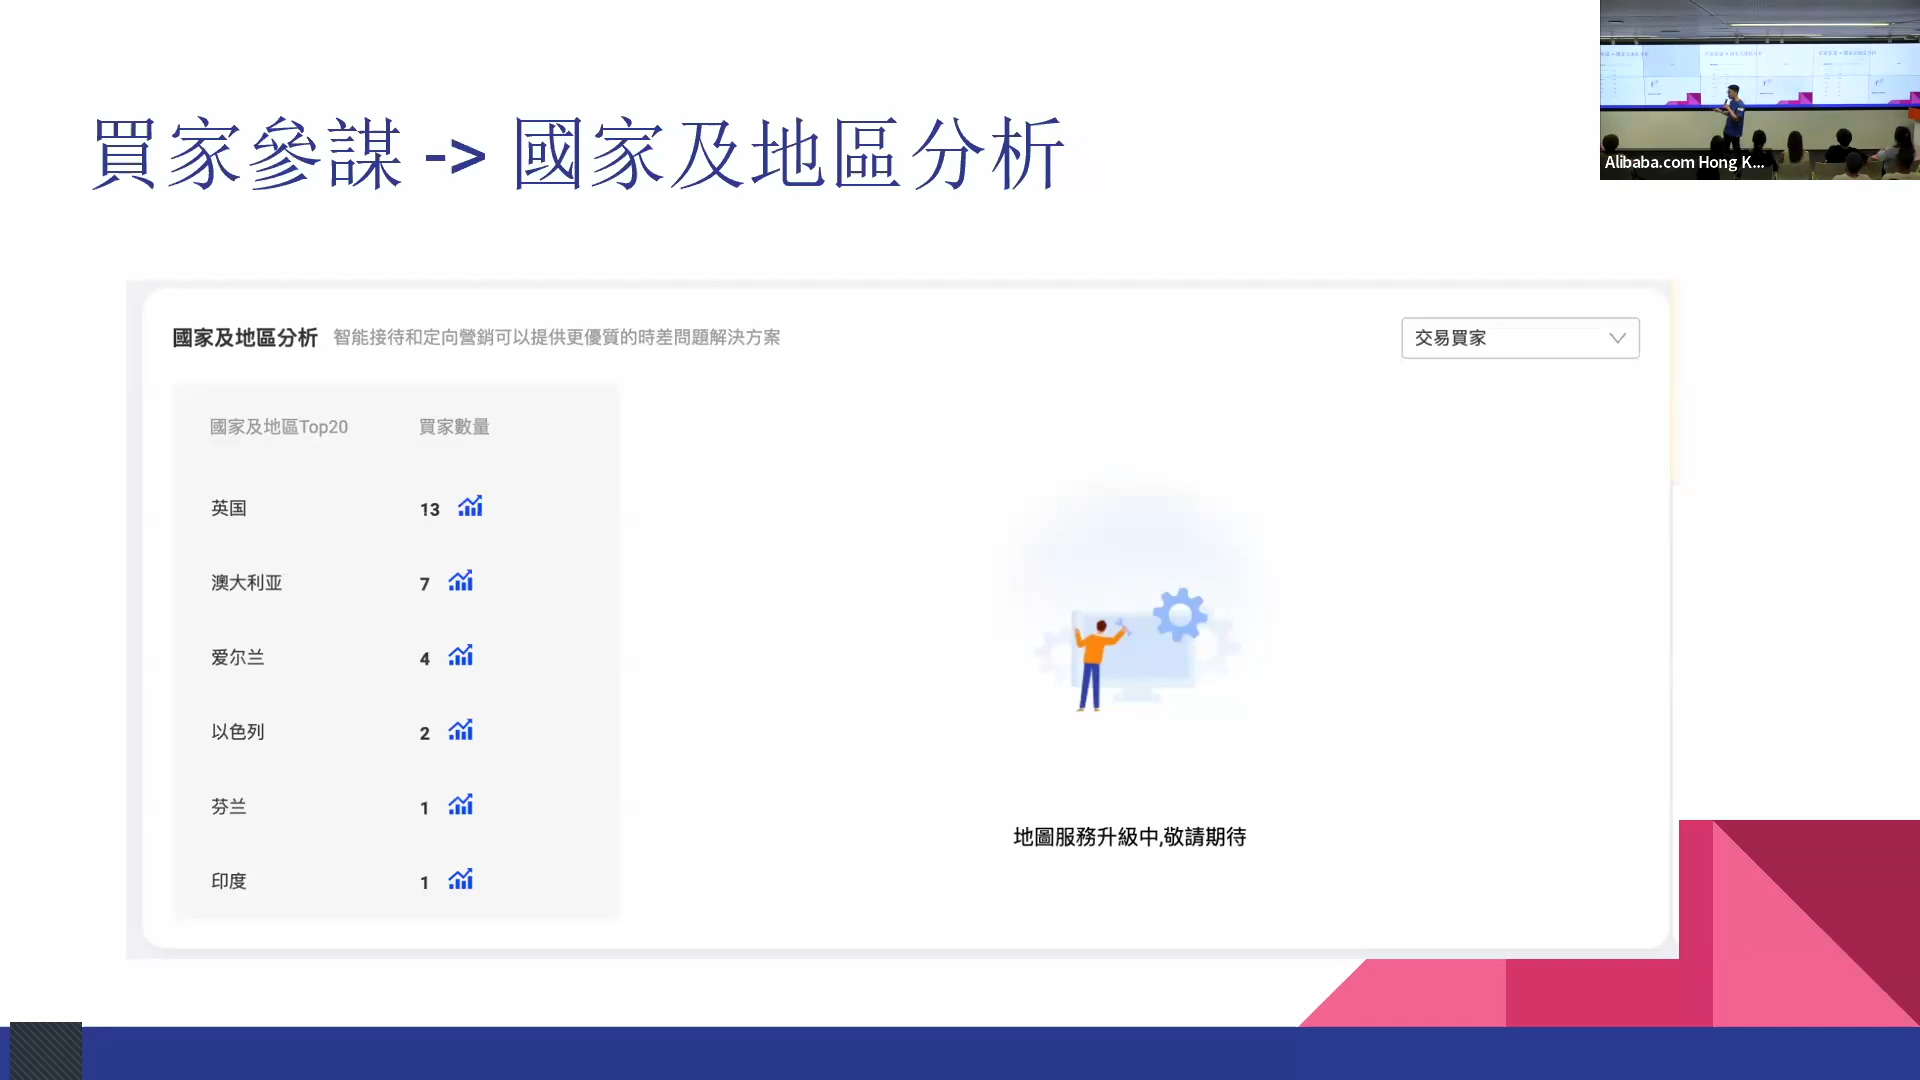 買家參謀 -> 國家及地區分析
Alibaba.com Hong K...
國家及地區分析 智能接待和定向營銷可以提供更優質的時差問題解決方案
交易買家
國家及地區Top20 買家數量
英国 13
澳大利亚 7
爱尔兰 4
以色列 2
芬兰 1
印度 1
地圖服務升級中,敬請期待